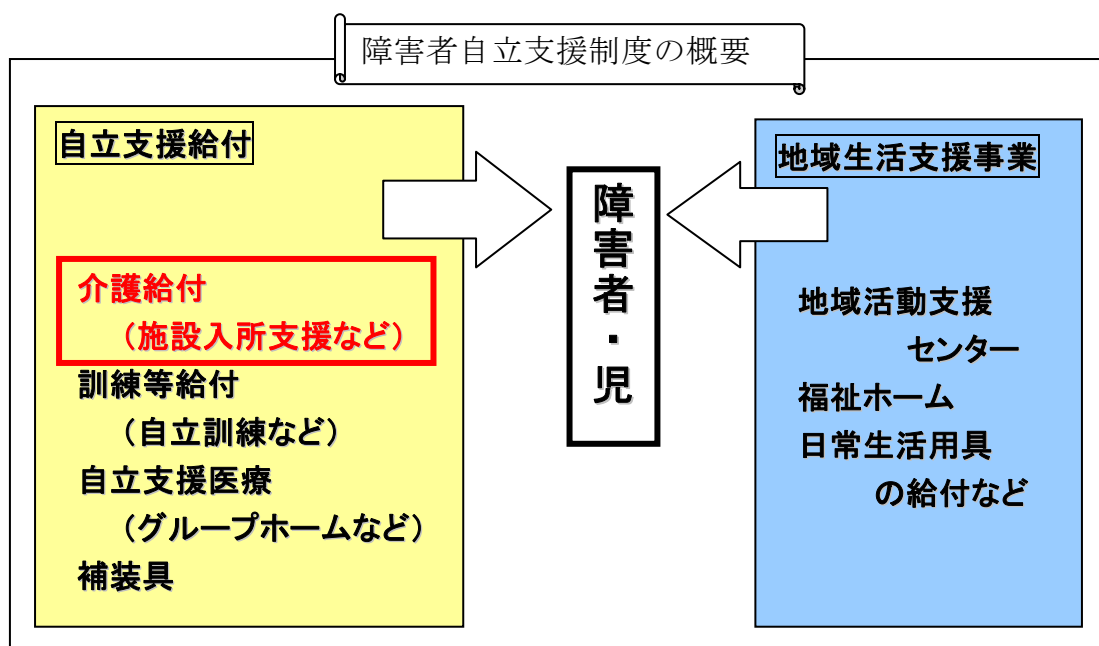 障害者自立支援制度の概要
自立支援給付
介護給付
（施設入所支援など）
訓練等給付
（自立訓練など）
自立支援医療
（グループホームなど）
補装具
障害者・児
地域生活支援事業
地域活動支援
センター
福祉ホーム
日常生活用具
の給付など